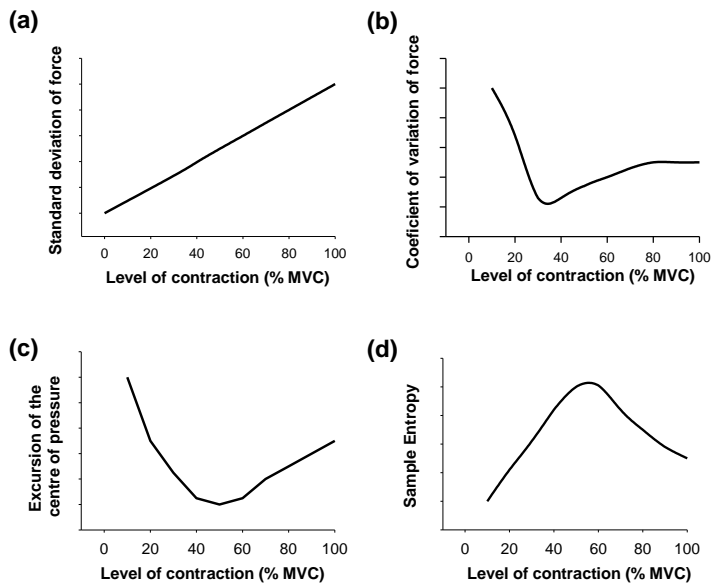 (a)
Standard deviation of force
0 20 40 60 80 100
Level of contraction (% MVC)
(b)
Coeficient of variation of force
0 20 40 60 80 100
Level of contraction (% MVC)
(c)
Excursion of the
centre of pressure
0 20 40 60 80 100
Level of contraction (% MVC)
(d)
Sample Entropy
0 20 40 60 80 100
Level of contraction (% MVC)